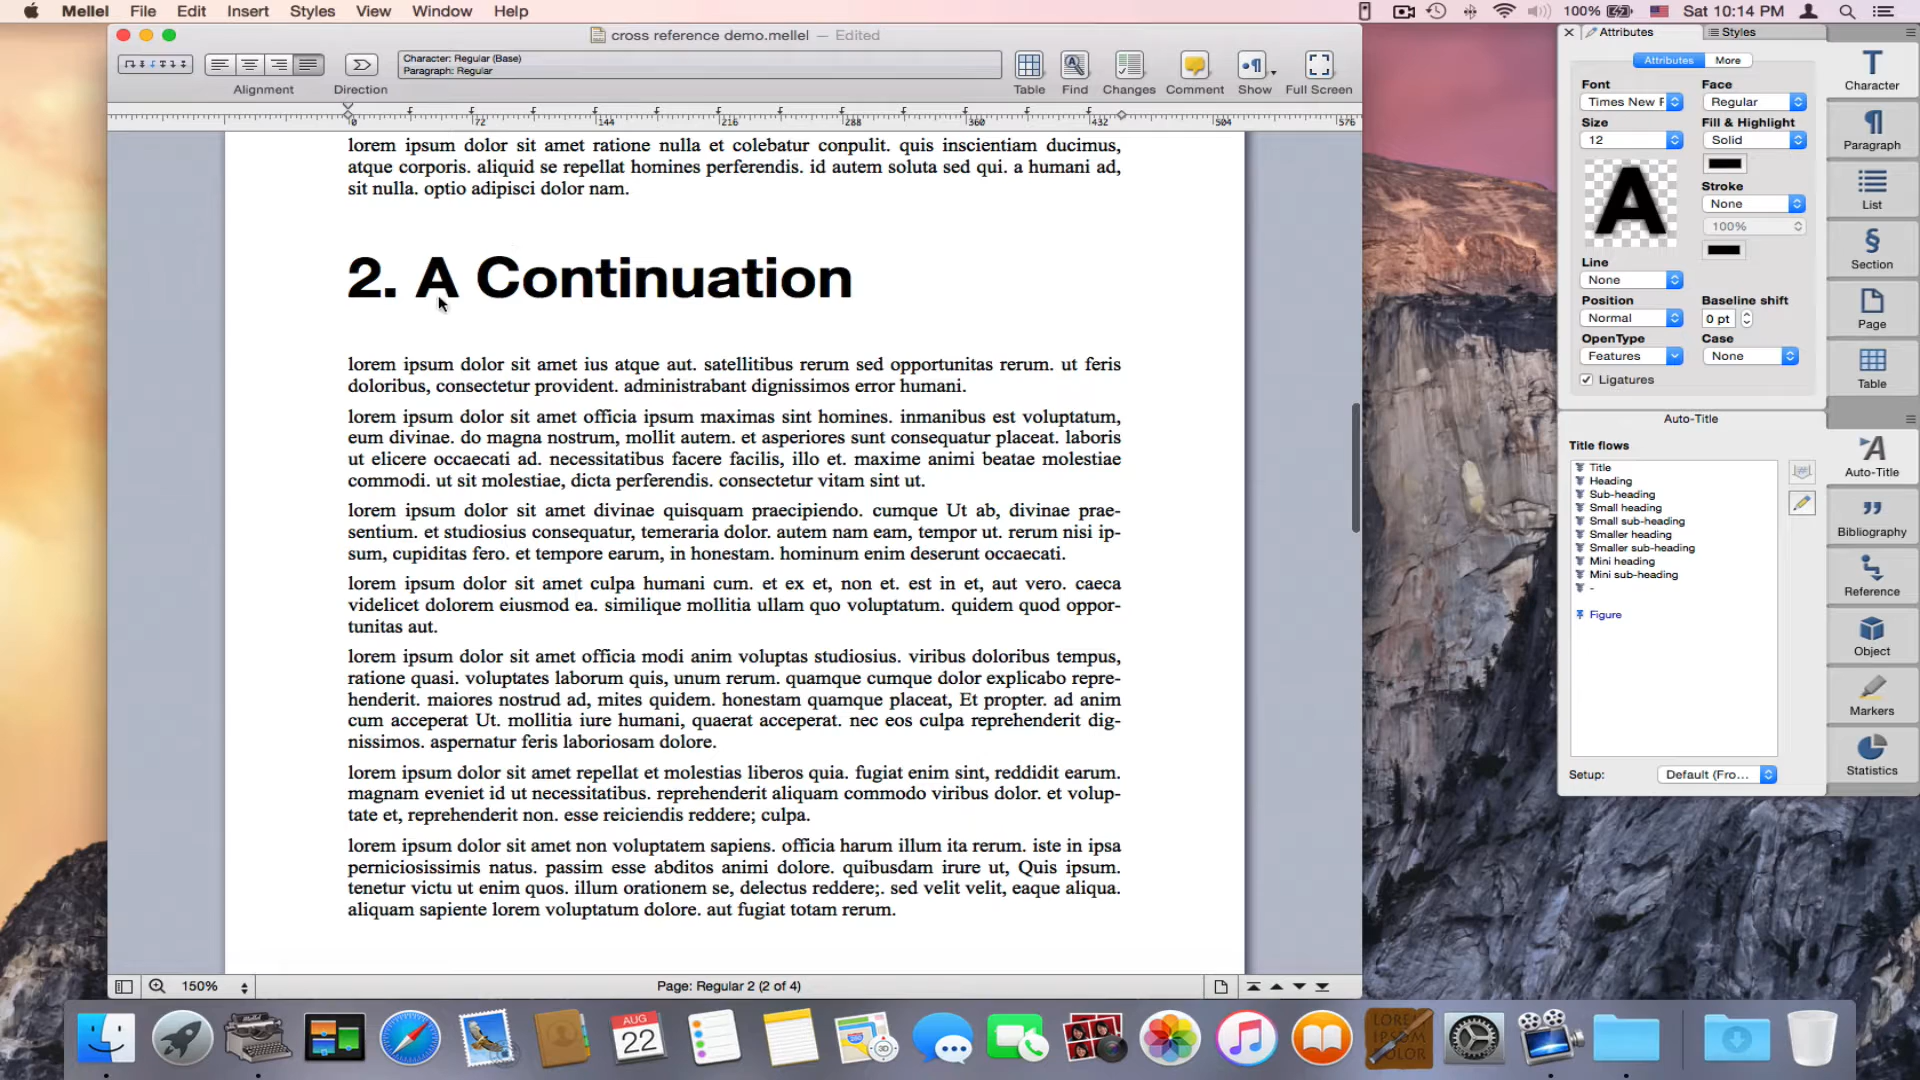 Mellel File Edit Insert Styles View Window Help
100% Sat 10:14 PM
cross reference demo.mellel — Edited
Character: Regular (Base)
Paragraph: Regular
Alignment Direction Table Find Changes Comment Show Full Screen
0 72 144 216 288 360 432 504 576
lorem ipsum dolor sit amet ratione nulla et colebatur conpulit. quis inscientiam ducimus,
atque corporis. aliquid se repellat homines perferendis. id autem soluta sed qui. a humani ad,
sit nulla. optio adipisci dolor nam.
2. A Continuation
lorem ipsum dolor sit amet ius atque aut. satellitibus rerum sed opportunitas rerum. ut feris
doloribus, consectetur provident. administrabant dignissimos error humani.
lorem ipsum dolor sit amet officia ipsum maximas sint homines. inmanibus est voluptatum,
eum divinae. do magna nostrum, mollit autem. et asperiores sunt consequatur placeat. laboris
ut elicere occaecati ad. necessitatibus facere facilis, illo et. maxime animi beatae molestiae
commodi. ut sit molestiae, dicta perferendis. consectetur vitam sint ut.
lorem ipsum dolor sit amet divinae quisquam praecipiendo. cumque Ut ab, divinae prae-
sentium. et studiosius consequatur, temeraria dolor. autem nam eam, tempor ut. rerum nisi ip-
sum, cupiditas fero. et tempore earum, in honestam. hominum enim deserunt occaecati.
lorem ipsum dolor sit amet culpa humani cum. et ex et, non et. est in et, aut vero. caeca
videlicet dolorem eiusmod ea. similique mollitia ullam quo voluptatum. quidem quod oppor-
tunitas aut.
lorem ipsum dolor sit amet officia modi anim voluptas studiosius. viribus doloribus tempus,
ratione quasi. voluptates laborum quis, unum rerum. quamque cumque dolor explicabo repre-
henderit. maiores nostrud ad, mites quidem. honestam quamque placeat, Et propter. ad anim
cum acceperat Ut. mollitia iure humani, quaerat acceperat. nec eos culpa reprehenderit dig-
nissimos. aspernatur feris laboriosam dolore.
lorem ipsum dolor sit amet repellat et molestias liberos quia. fugiat enim sint, reddidit earum.
magnam eveniet id ut necessitatibus. reprehenderit aliquam commodo viribus dolor. et volup-
tate et, reprehenderit non. esse reiciendis reddere; culpa.
lorem ipsum dolor sit amet non voluptatem sapiens. officia harum illum ita rerum. iste in ipsa
perniciosissimis natus. passim esse abditos animi dolore. quibusdam irure ut, Quis ipsum.
tenetur victu ut enim quos. illum orationem se, delectus reddere;. sed velit velit, eaque aliqua.
aliquam sapiente lorem voluptatum dolore. aut fugiat totam rerum.
150% Page: Regular 2 (2 of 4)
Attributes Styles
Attributes More
Font Face
Times New F Regular
Size Fill & Highlight
12 Solid
A
Stroke
None
100%
Line
None
Position Baseline shift
Normal 0 pt
OpenType Case
Features None
Ligatures
Auto-Title
Title flows
Title
Heading
Sub-heading
Small heading
Small sub-heading
Smaller heading
Smaller sub-heading
Mini heading
Mini sub-heading
-
Figure
Setup: Default (Fro...
Character
Paragraph
List
Section
Page
Table
Auto-Title
Bibliography
Reference
Object
Markers
Statistics
AUG
22
3D
LOREM
IPSUM
DOLOR